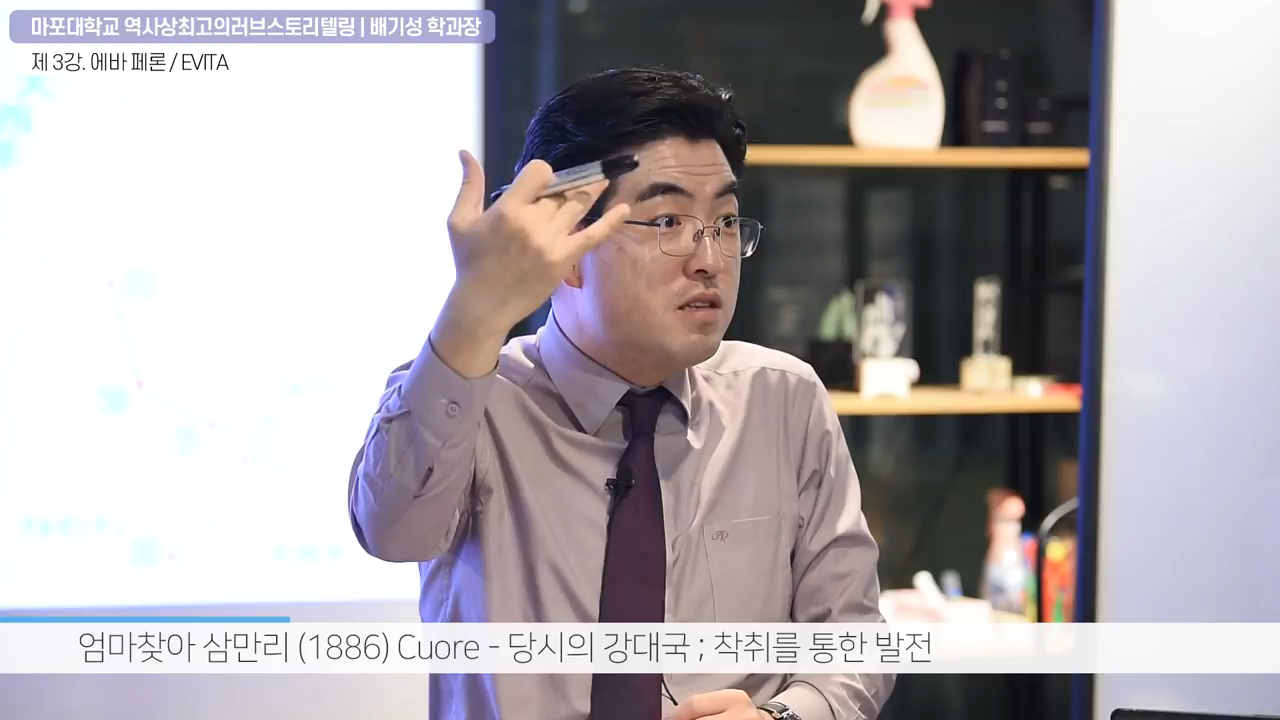 마포대학교 역사상최고의러브스토리텔링 | 배기성 학과장
제 3강. 에바 페론 / EVITA
엄마찾아 삼만리 (1886) Cuore - 당시의 강대국 ; 착취를 통한 발전